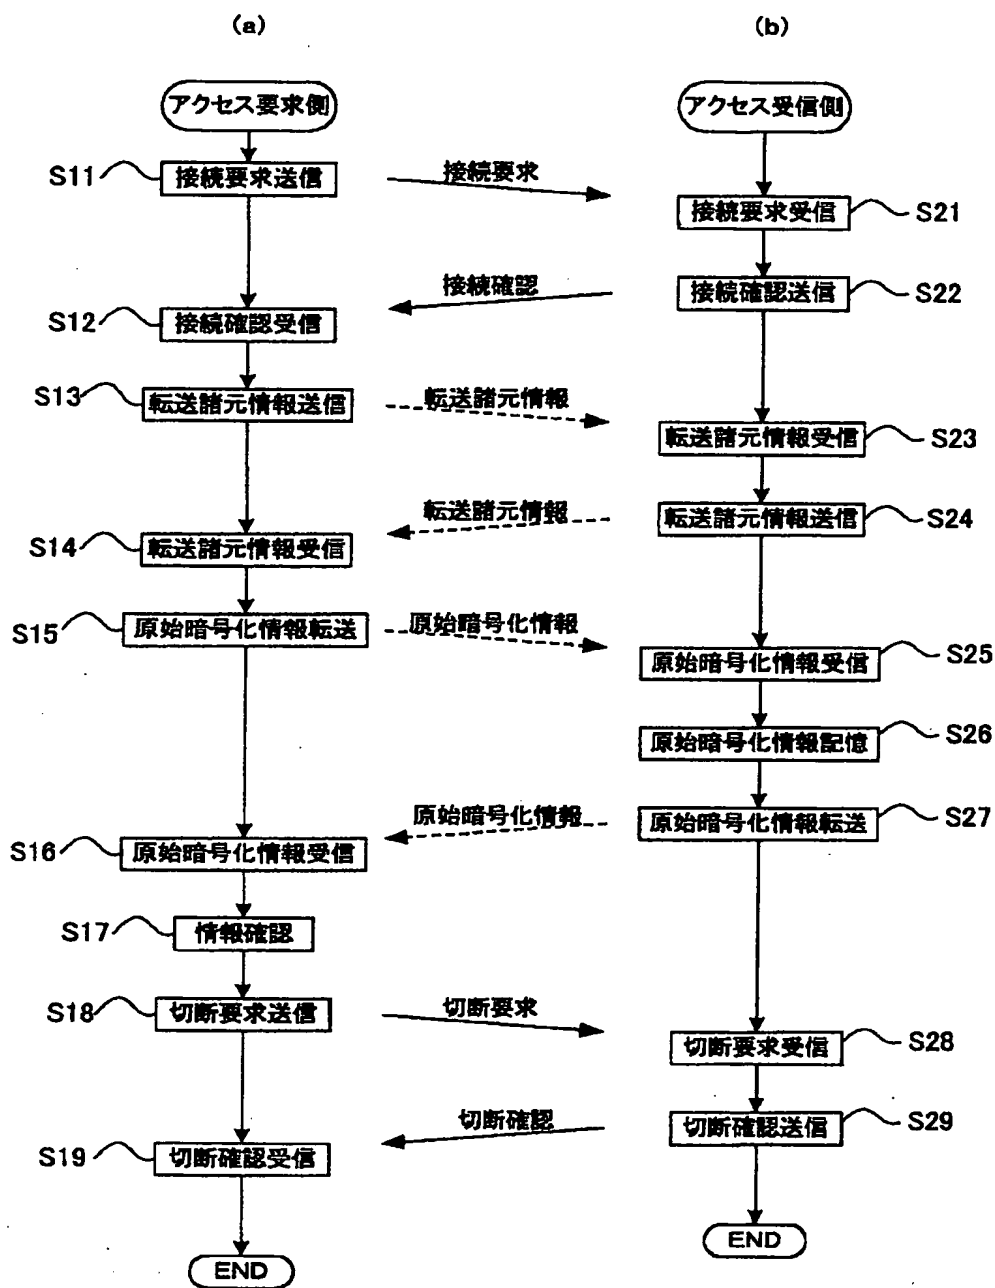 (a)
(b)
アクセス要求側
アクセス受信側
S11
接続要求送信
接続要求
接続要求受信
S21
接続確認
接続確認送信
S22
S12
接続確認受信
S13
転送諸元情報送信
転送諸元情報
転送諸元情報受信
S23
転送諸元情報
転送諸元情報送信
S24
S14
転送諸元情報受信
S15
原始暗号化情報転送
原始暗号化情報
原始暗号化情報受信
S25
原始暗号化情報記憶
S26
原始暗号化情報
原始暗号化情報転送
S27
S16
原始暗号化情報受信
S17
情報確認
S18
切断要求送信
切断要求
切断要求受信
S28
切断確認
切断確認送信
S29
S19
切断確認受信
END
END